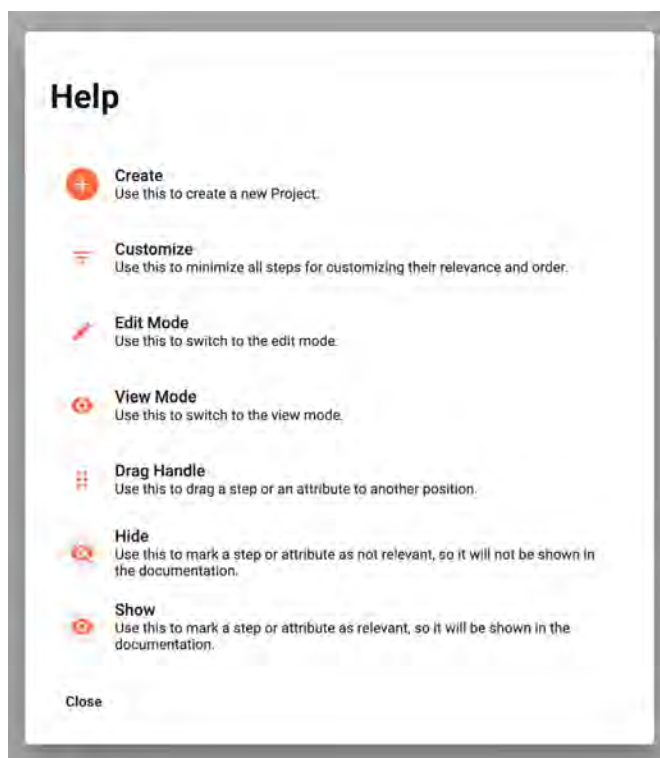 Help
Create
Use this to create a new Project.
Customize
Use this to minimize all steps for customizing their relevance and order.
Edit Mode
Use this to switch to the edit mode.
View Mode
Use this to switch to the view mode.
Drag Handle
Use this to drag a step or an attribute to another position.
Hide
Use this to mark a step or attribute as not relevant, so it will not be shown in
the documentation.
Show
Use this to mark a step or attribute as relevant, so it will be shown in the
documentation.
Close